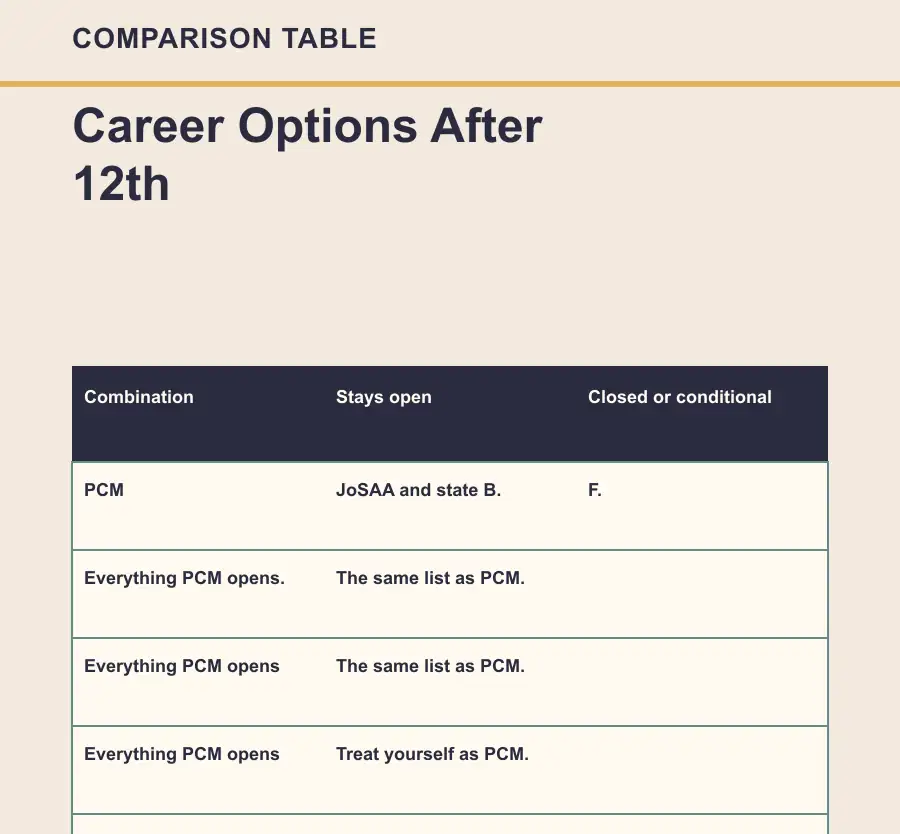 COMPARISON TABLE
Career Options After
12th
Combination Stays open Closed or conditional
PCM JoSAA and state B. F.
Everything PCM opens. The same list as PCM.
Everything PCM opens The same list as PCM.
Everything PCM opens Treat yourself as PCM.